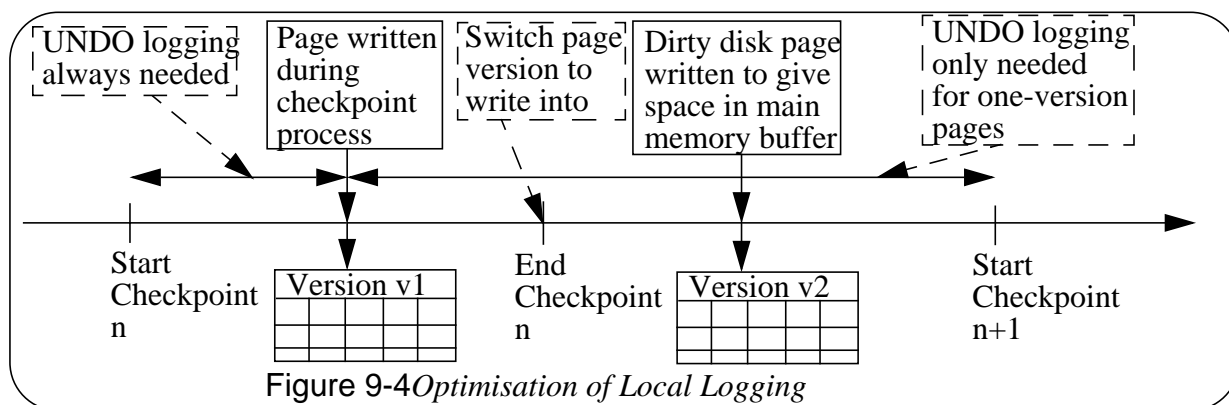 UNDO logging
always needed
Page written
during
checkpoint
process
Switch page
version to
write into
Dirty disk page
written to give
space in main
memory buffer
UNDO logging
only needed
for one-version
pages
Start
Checkpoint
n
Version v1
End
Checkpoint
n
Version v2
Start
Checkpoint
n+1
Figure 9-4Optimisation of Local Logging